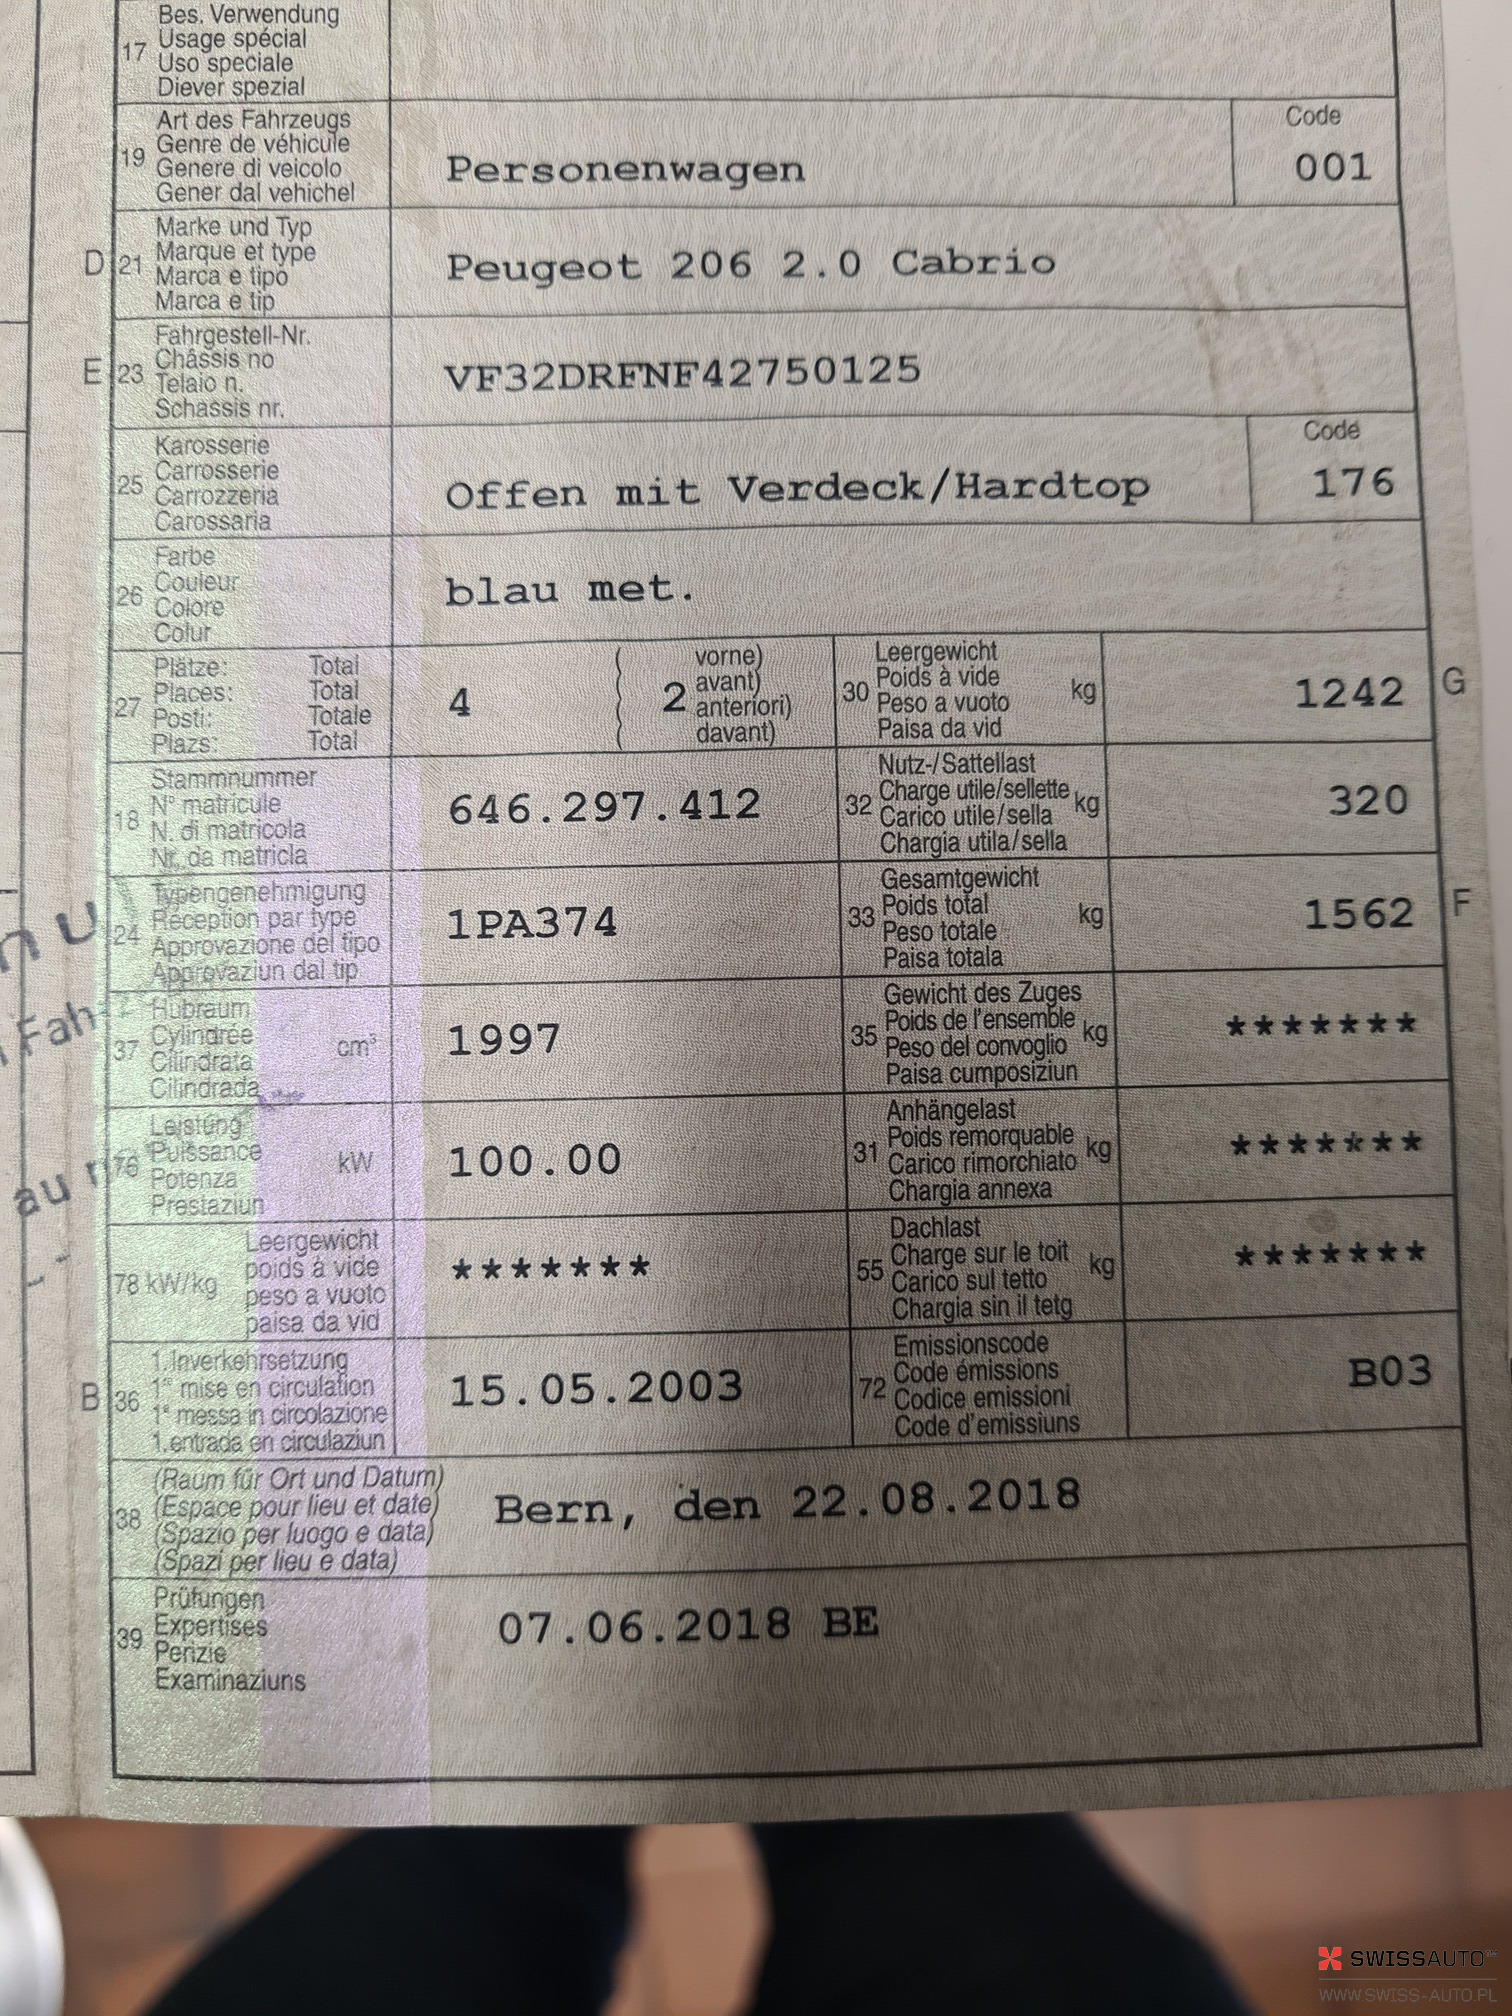 Bes. Verwendung
17 Usage spécial
Uso speciale
Diever spezial
Art des Fahrzeugs
19 Genre de véhicule
Genere di veicolo
Gener dal vehichel
Personenwagen
Code
001
Marke und Typ
D 21 Marque et type
Marca e tipo
Marca e tip
Peugeot 206 2.0 Cabrio
Fahrgestell-Nr.
E 23 Châssis no
Telaio n.
Schassis nr.
VF32DRFNF42750125
Karosserie
25 Carrosserie
Carrozzeria
Carossaria
Offen mit Verdeck/Hardtop
Code
176
Farbe
26 Couleur
Colore
Colur
blau met.
Plätze: Total
27 Places: Total
Posti: Totale
Plazs: Total
4
2
vorne)
avant)
anteriori)
davant)
Leergewicht
30 Poids à vide kg
Peso a vuoto
Paisa da vid
1242 G
Stammnummer
18 N° matricule
N. di matricola
Nr. da matricla
646.297.412
Nutz-/Sattellast
32 Charge utile/sellette kg
Carico utile/sella
Chargia utila/sella
320
Typengenehmigung
24 Réception par type
Approvazione del tipo
Approvaziun dal tip
1PA374
Gesamtgewicht
33 Poids total kg
Peso totale
Paisa totala
1562 F
Hubraum
37 Cylindrée cm³
Cilindrata
Cilindrada
1997
Gewicht des Zuges
35 Poids de l'ensemble kg
Peso del convoglio
Paisa cumposiziun
*******
Leistung
76 Puissance kW
Potenza
Prestaziun
100.00
Anhängelast
31 Poids remorquable kg
Carico rimorchiato
Chargia annexa
*******
Leergewicht
78 kW/kg poids à vide
peso a vuoto
paisa da vid
*******
Dachlast
55 Charge sur le toit kg
Carico sul tetto
Chargia sin il tetg
*******
1. Inverkehrsetzung
B 36 1re mise en circulation
1a messa in circolazione
1. entrada en circulaziun
15.05.2003
Emissionscode
72 Code émissions
Codice emissioni
Code d'emissiuns
B03
(Raum für Ort und Datum)
38 (Espace pour lieu et date)
(Spazio per luogo e data)
(Spazi per lieu e data)
Bern, den 22.08.2018
Prüfungen
39 Expertises
Perizie
Examinaziuns
07.06.2018 BE
SWISSAUTO
WWW.SWISS-AUTO.PL